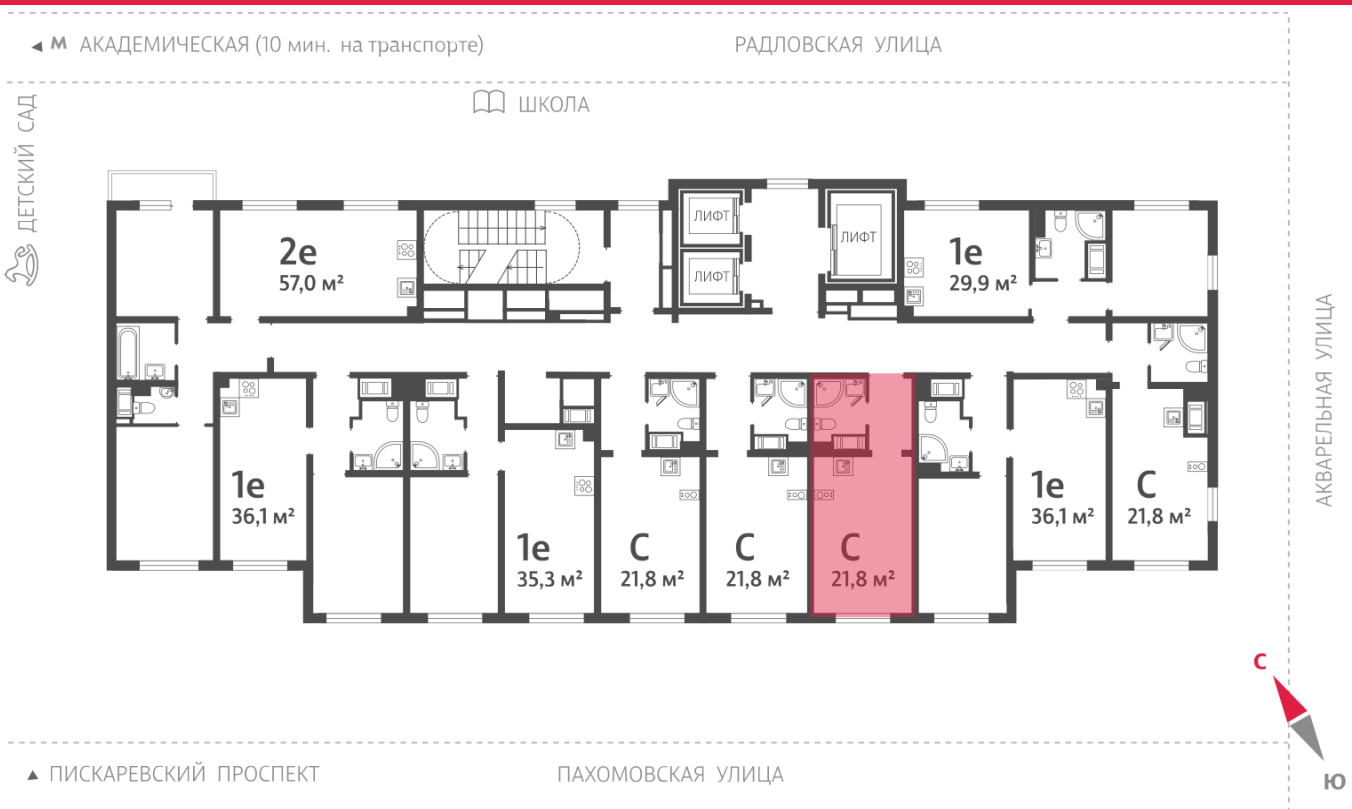 М АКАДЕМИЧЕСКАЯ (10 мин. на транспорте)
РАДЛОВСКАЯ УЛИЦА
ШКОЛА
ДЕТСКИЙ САД
ЛИФТ
ЛИФТ
ЛИФТ
2е
57,0 м²
1е
29,9 м²
1е
36,1 м²
1е
35,3 м²
С
21,8 м²
С
21,8 м²
С
21,8 м²
1е
36,1 м²
С
21,8 м²
АКВАРЕЛЬНАЯ УЛИЦА
С
Ю
ПИСКАРЕВСКИЙ ПРОСПЕКТ
ПАХОМОВСКАЯ УЛИЦА